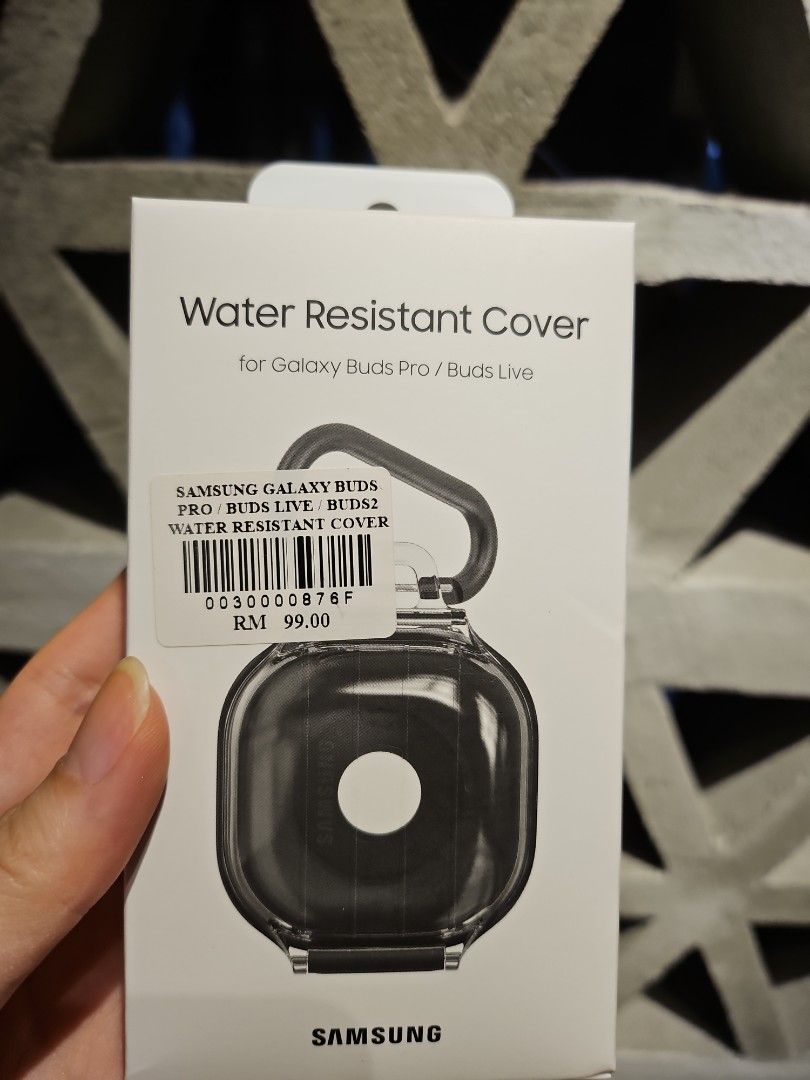 Water Resistant Cover
for Galaxy Buds Pro / Buds Live
SAMSUNG GALAXY BUDS
PRO / BUDS LIVE / BUDS2
WATER RESISTANT COVER
0030000876F
RM 99.00
SAMSUNG
SAMSUNG